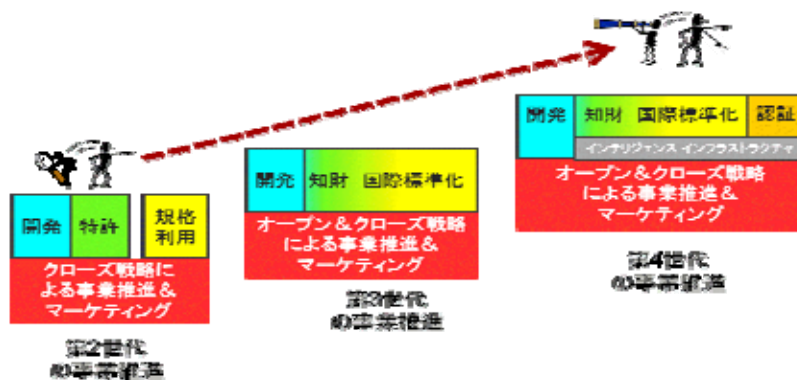 開発 特許 規格
利用
クローズ戦略に
よる事業推進&
マーケティング
第2世代
の事業推進
開発 知財 国際標準化
オープン&クローズ戦略
による事業推進&
マーケティング
第3世代
の事業推進
開発 知財 国際標準化 認証
インテリジェンス インフラストラクチャ
オープン&クローズ戦略
による事業推進&
マーケティング
第4世代
の事業推進